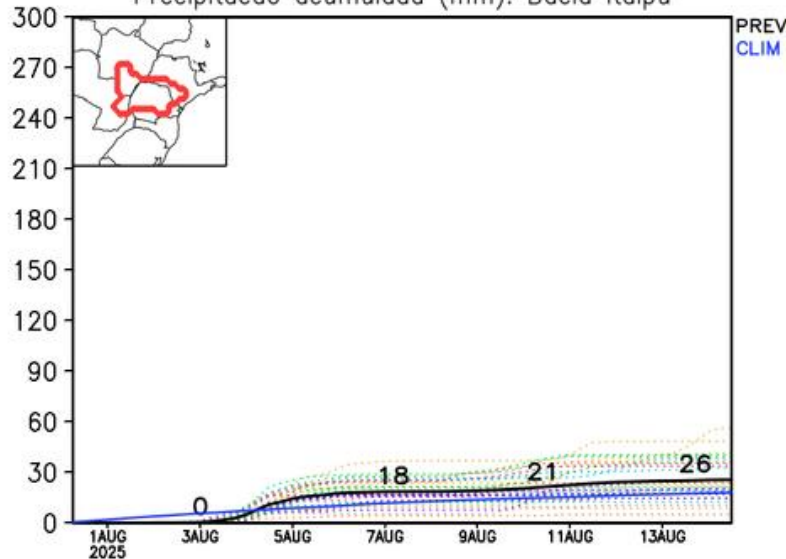 Precipitação acumulada (mm): Bacia Itaipu
300
PREV
CLIM
270
240
210
180
150
120
90
60
30
0
0
18
21
26
1AUG
2025
3AUG
5AUG
7AUG
9AUG
11AUG
13AUG